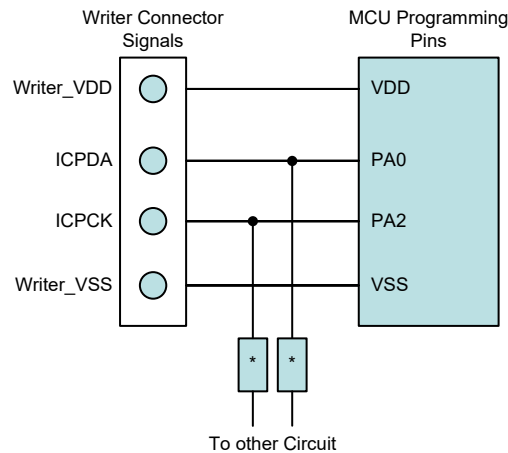 Writer Connector
Signals
MCU Programming
Pins
Writer_VDD
VDD
ICPDA
PA0
ICPCK
PA2
Writer_VSS
VSS
* *
To other Circuit